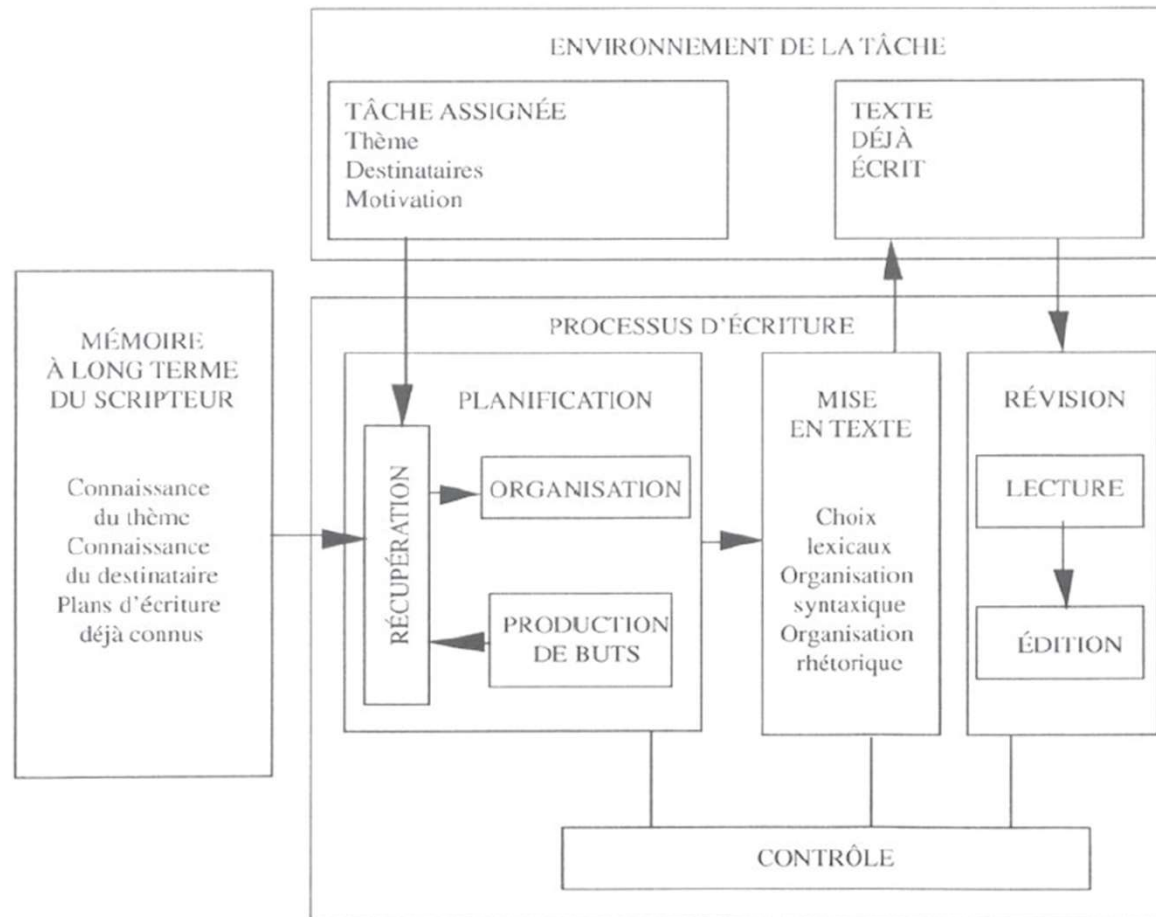 ENVIRONNEMENT DE LA TÂCHE
TÂCHE ASSIGNÉE
Thème
Destinataires
Motivation
TEXTE
DÉJÀ
ÉCRIT
MÉMOIRE
À LONG TERME
DU SCRIPTEUR
Connaissance
du thème
Connaissance
du destinataire
Plans d'écriture
déjà connus
PROCESSUS D'ÉCRITURE
PLANIFICATION
RÉCUPÉRATION
ORGANISATION
PRODUCTION
DE BUTS
MISE
EN TEXTE
Choix
lexicaux
Organisation
syntaxique
Organisation
rhétorique
RÉVISION
LECTURE
ÉDITION
CONTRÔLE